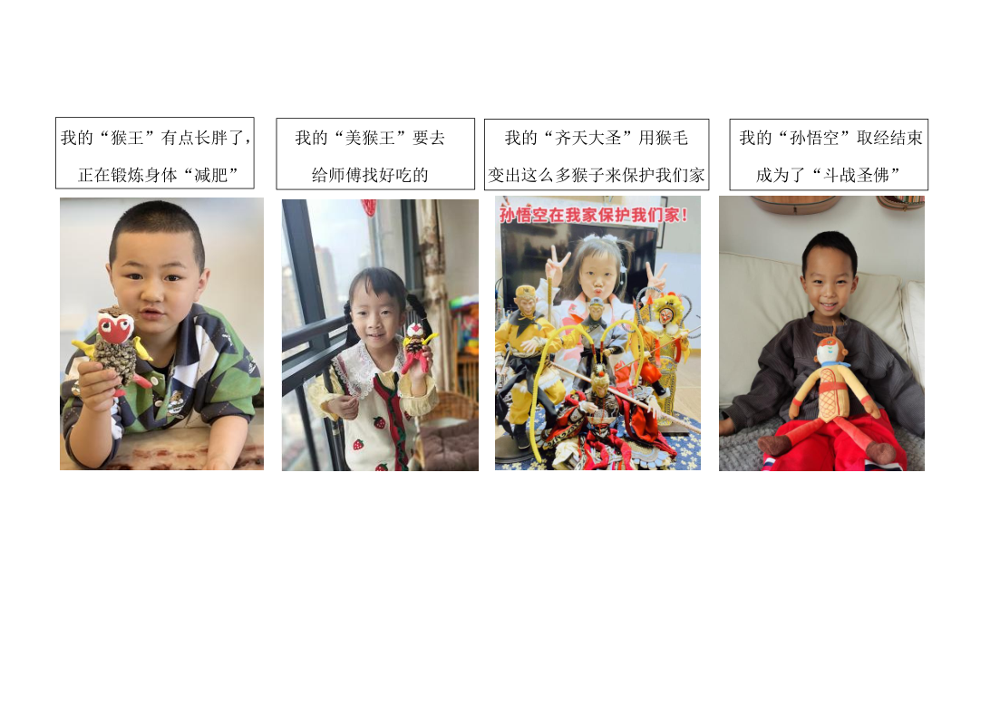 我的“猴王”有点长胖了，
正在锻炼身体“减肥”
我的“美猴王”要去
给师傅找好吃的
我的“齐天大圣”用猴毛
变出这么多猴子来保护我们家
我的“孙悟空”取经结束
成为了“斗战圣佛”
孙悟空在我家保护我们家！